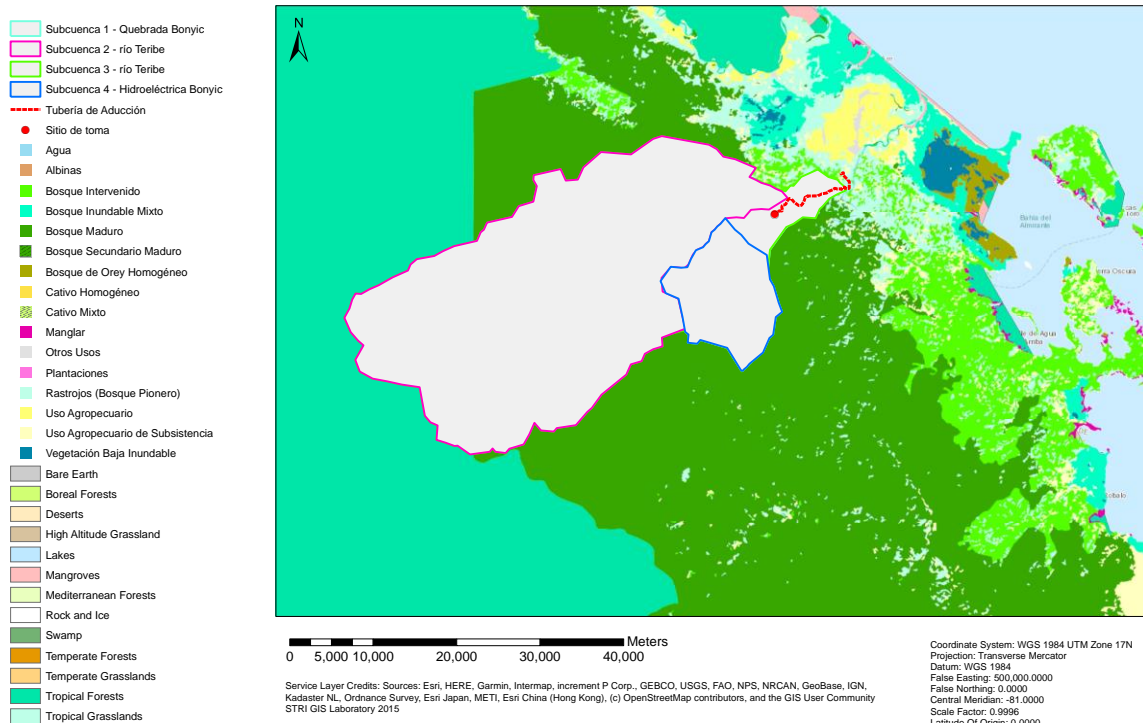 Subcuenca 1 - Quebrada Bonyic
Subcuenca 2 - río Teribe
Subcuenca 3 - río Teribe
Subcuenca 4 - Hidroeléctrica Bonyic
Tubería de Aducción
Sitio de toma
Agua
Albinas
Bosque Intervenido
Bosque Inundable Mixto
Bosque Maduro
Bosque Secundario Maduro
Bosque de Orey Homogéneo
Cativo Homogéneo
Cativo Mixto
Manglar
Otros Usos
Plantaciones
Rastrojos (Bosque Pionero)
Uso Agropecuario
Uso Agropecuario de Subsistencia
Vegetación Baja Inundable
Bare Earth
Boreal Forests
Deserts
High Altitude Grassland
Lakes
Mangroves
Mediterranean Forests
Rock and Ice
Swamp
Temperate Forests
Temperate Grasslands
Tropical Forests
Tropical Grasslands
N
Bahía del
Almirante
Meters
0 5,000 10,000 20,000 30,000 40,000
Service Layer Credits: Sources: Esri, HERE, Garmin, Intermap, increment P Corp., GEBCO, USGS, FAO, NPS, NRCAN, GeoBase, IGN,
Kadaster NL, Ordnance Survey, Esri Japan, METI, Esri China (Hong Kong), (c) OpenStreetMap contributors, and the GIS User Community
STRI GIS Laboratory 2015
Coordinate System: WGS 1984 UTM Zone 17N
Projection: Transverse Mercator
Datum: WGS 1984
False Easting: 500,000.0000
False Northing: 0.0000
Central Meridian: -81.0000
Scale Factor: 0.9996
Latitude Of Origin: 0.0000